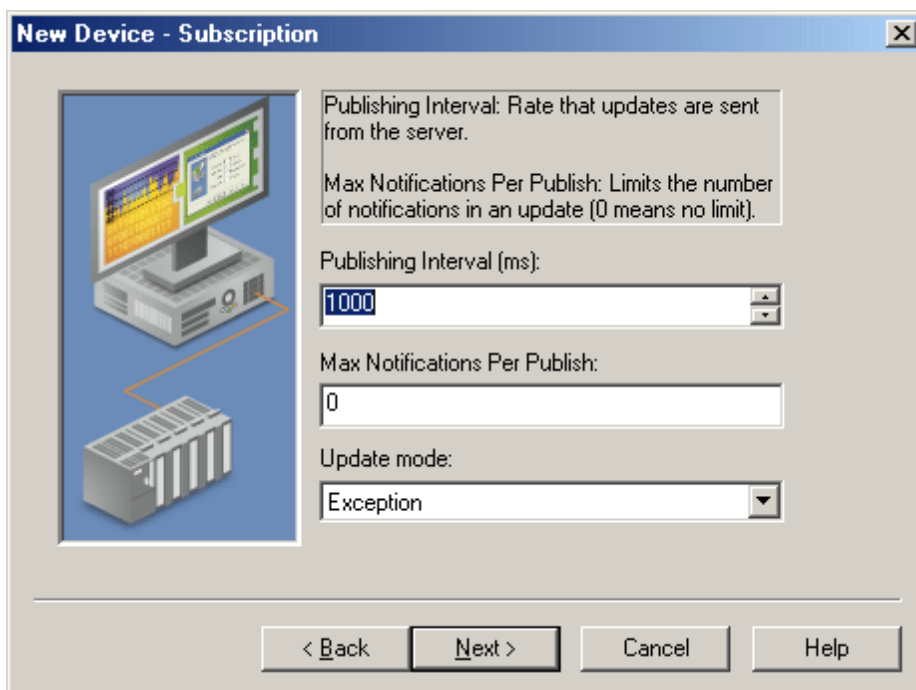 New Device - Subscription
Publishing Interval: Rate that updates are sent
from the server.
Max Notifications Per Publish: Limits the number
of notifications in an update (0 means no limit).
Publishing Interval (ms):
1000
Max Notifications Per Publish:
0
Update mode:
Exception
< Back Next > Cancel Help